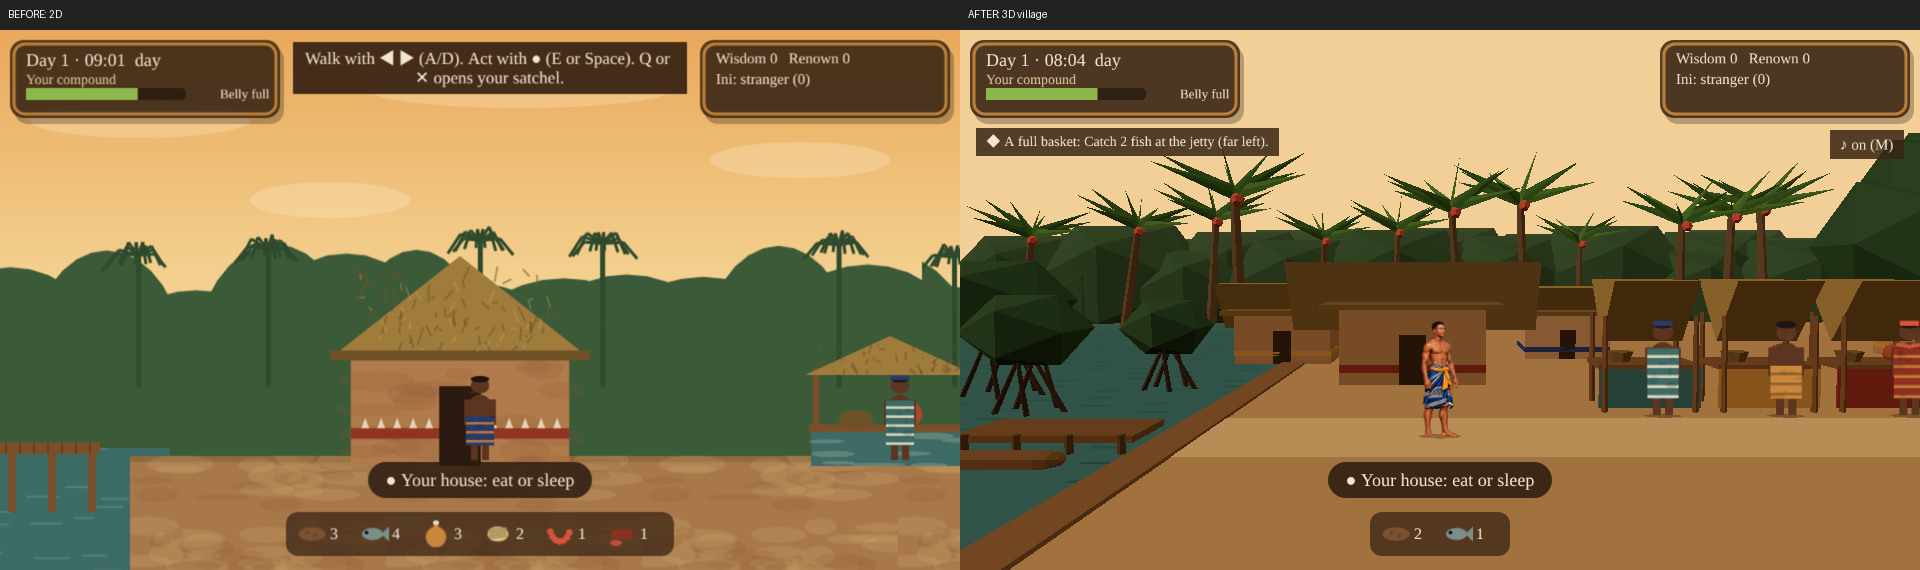 BEFORE: 2D
Day 1 · 09:01 day
Your compound
Belly full
Walk with ◀ ▶ (A/D). Act with ● (E or Space). Q or
✕ opens your satchel.
Wisdom 0 Renown 0
Ini: stranger (0)
● Your house: eat or sleep
3 4 3 2 1 1
AFTER: 3D village
Day 1 · 08:04 day
Your compound
Belly full
Wisdom 0 Renown 0
Ini: stranger (0)
◆ A full basket: Catch 2 fish at the jetty (far left).
♪ on (M)
● Your house: eat or sleep
2 1